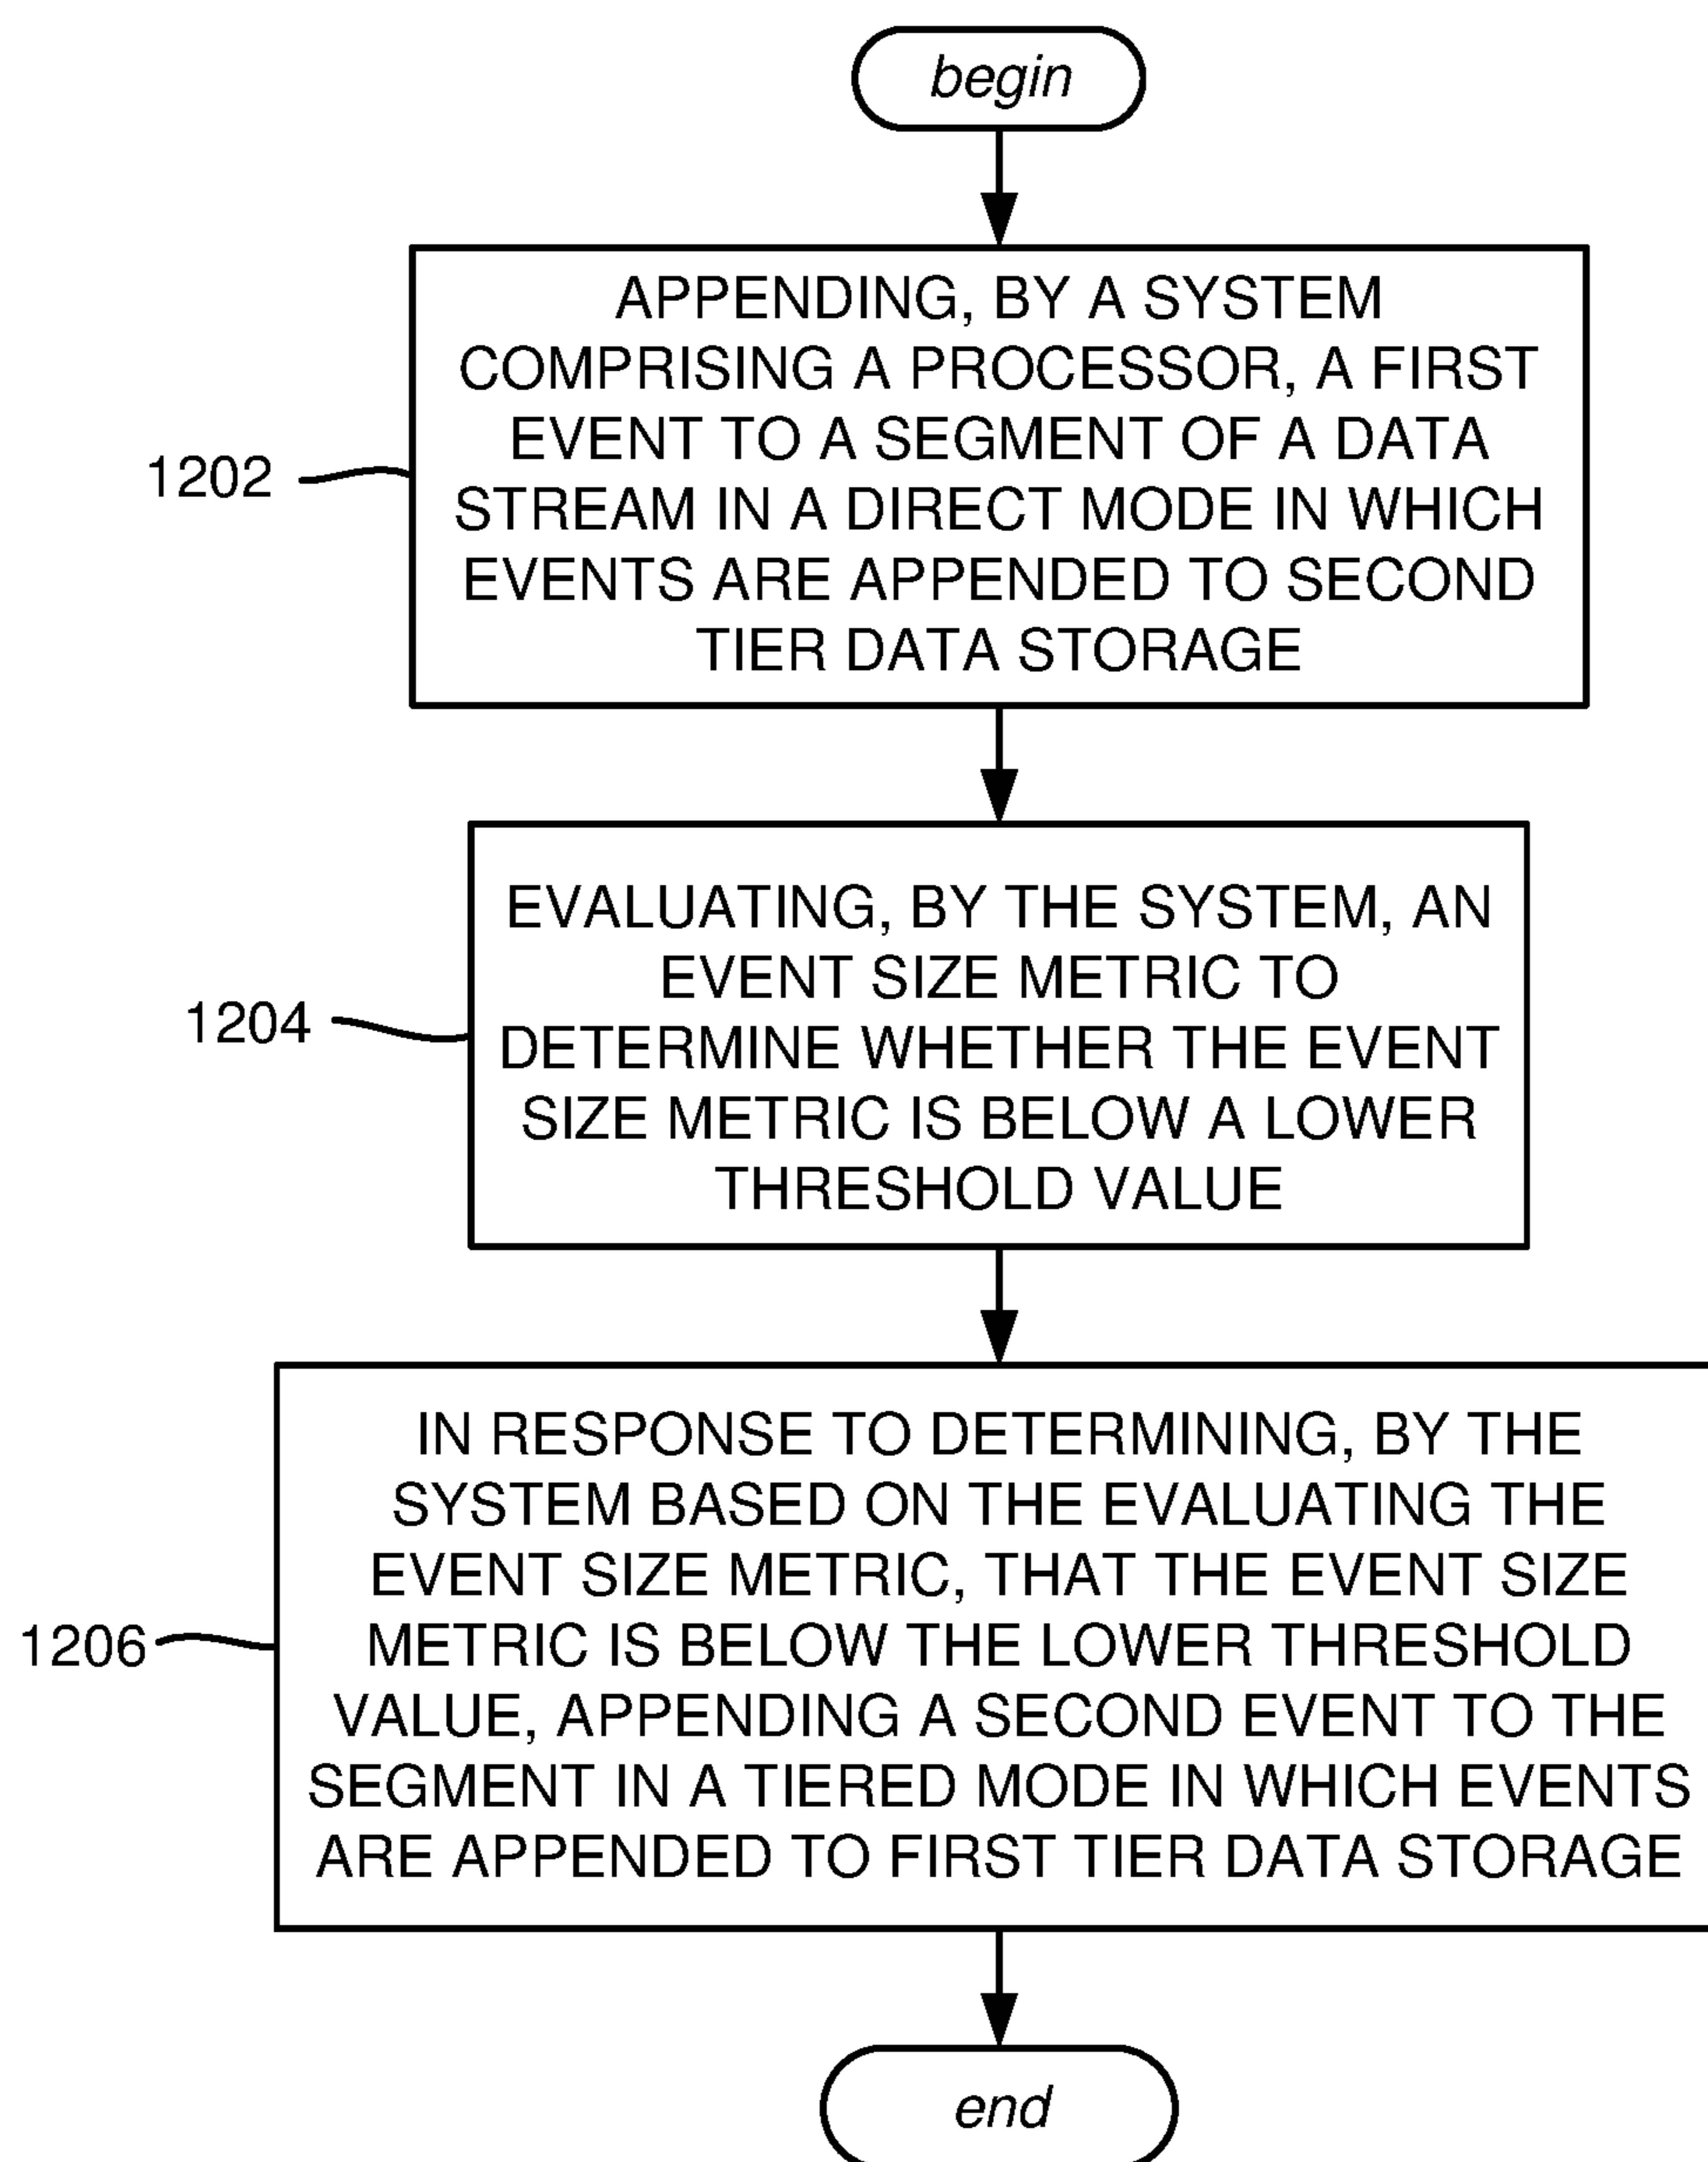 begin
APPENDING, BY A SYSTEM
COMPRISING A PROCESSOR, A FIRST
EVENT TO A SEGMENT OF A DATA
STREAM IN A DIRECT MODE IN WHICH
EVENTS ARE APPENDED TO SECOND
TIER DATA STORAGE
1202
EVALUATING, BY THE SYSTEM, AN
EVENT SIZE METRIC TO
DETERMINE WHETHER THE EVENT
SIZE METRIC IS BELOW A LOWER
THRESHOLD VALUE
1204
IN RESPONSE TO DETERMINING, BY THE
SYSTEM BASED ON THE EVALUATING THE
EVENT SIZE METRIC, THAT THE EVENT SIZE
METRIC IS BELOW THE LOWER THRESHOLD
VALUE, APPENDING A SECOND EVENT TO THE
SEGMENT IN A TIERED MODE IN WHICH EVENTS
ARE APPENDED TO FIRST TIER DATA STORAGE
1206
end